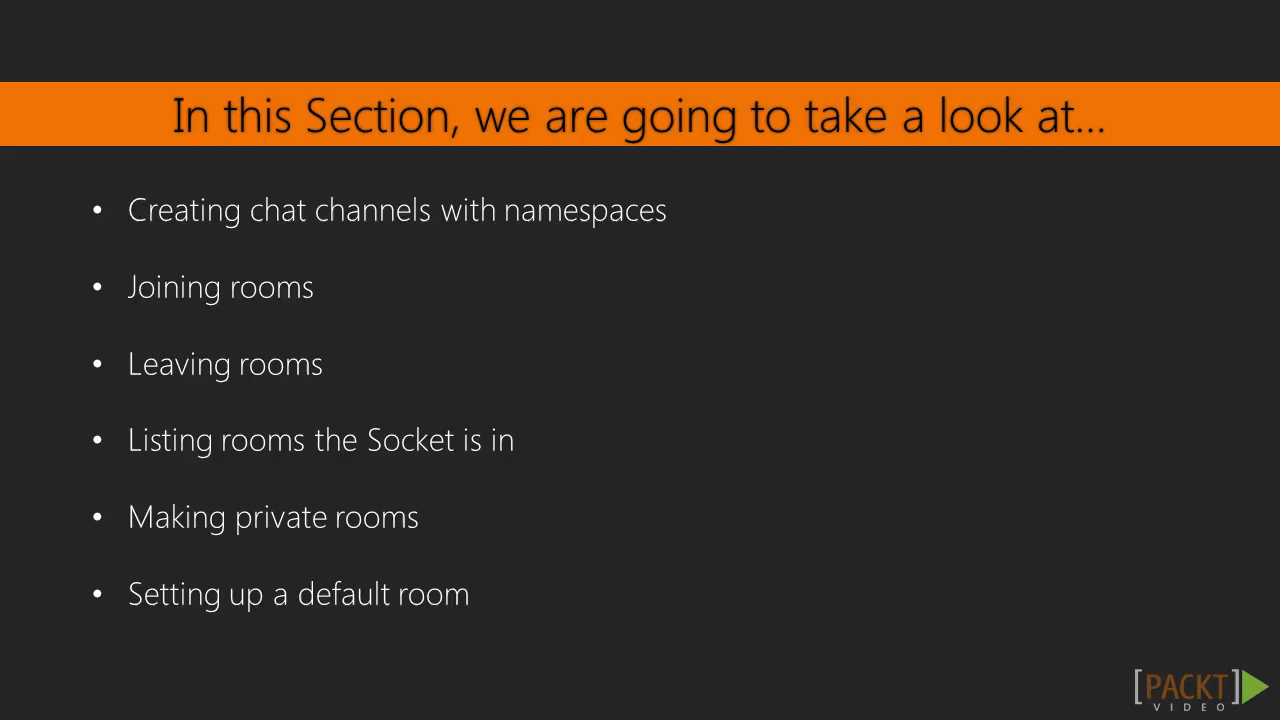 In this Section, we are going to take a look at...
• Creating chat channels with namespaces
• Joining rooms
• Leaving rooms
• Listing rooms the Socket is in
• Making private rooms
• Setting up a default room
[PACKT]
VIDEO